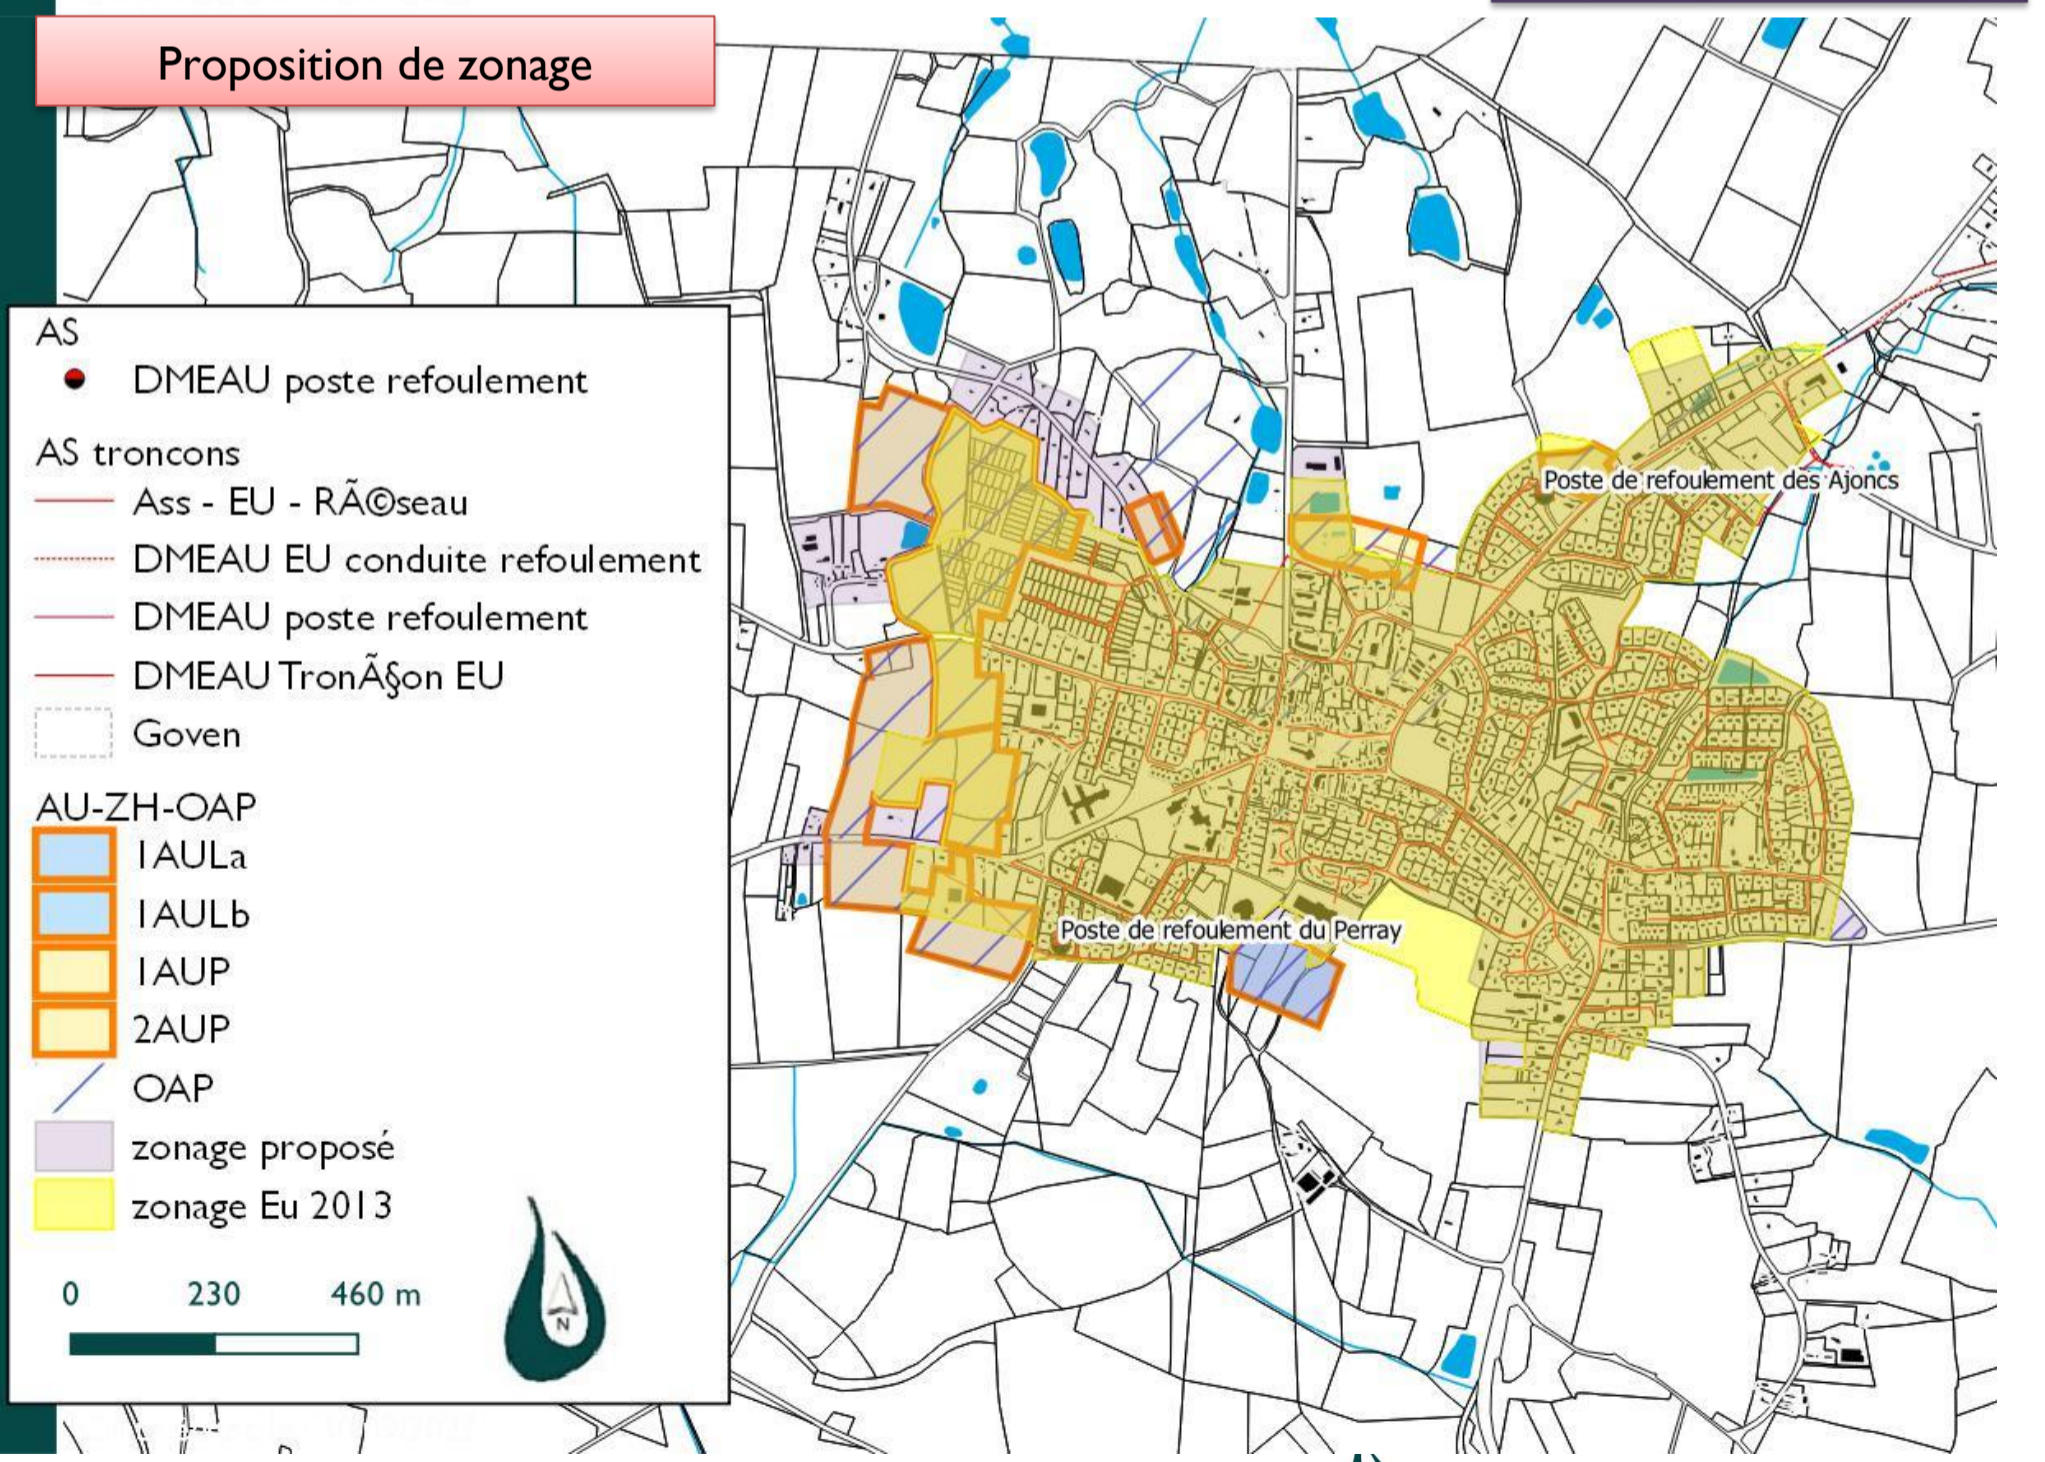 Proposition de zonage
AS
DMEAU poste refoulement
AS troncons
Ass - EU - RÃ©seau
DMEAU EU conduite refoulement
DMEAU poste refoulement
DMEAU TronÃ§on EU
Goven
AU-ZH-OAP
1AULa
1AULb
1AUP
2AUP
OAP
zonage proposé
zonage Eu 2013
0 230 460 m
N
Poste de refoulement des Ajoncs
Poste de refoulement du Perray